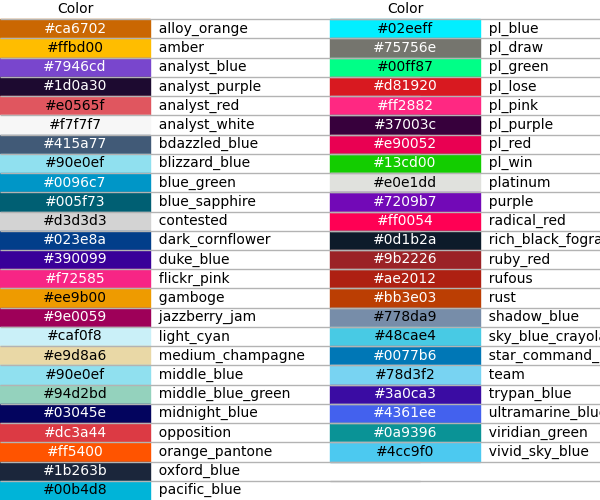 Color Color
#ca6702 alloy_orange #02eeff pl_blue
#ffbd00 amber #75756e pl_draw
#7946cd analyst_blue #00ff87 pl_green
#1d0a30 analyst_purple #d81920 pl_lose
#e0565f analyst_red #ff2882 pl_pink
#f7f7f7 analyst_white #37003c pl_purple
#415a77 bdazzled_blue #e90052 pl_red
#90e0ef blizzard_blue #13cd00 pl_win
#0096c7 blue_green #e0e1dd platinum
#005f73 blue_sapphire #7209b7 purple
#d3d3d3 contested #ff0054 radical_red
#023e8a dark_cornflower #0d1b2a rich_black_fogra
#390099 duke_blue #9b2226 ruby_red
#f72585 flickr_pink #ae2012 rufous
#ee9b00 gamboge #bb3e03 rust
#9e0059 jazzberry_jam #778da9 shadow_blue
#caf0f8 light_cyan #48cae4 sky_blue_crayol
#e9d8a6 medium_champagne #0077b6 star_command_
#90e0ef middle_blue #78d3f2 team
#94d2bd middle_blue_green #3a0ca3 trypan_blue
#03045e midnight_blue #4361ee ultramarine_blu
#dc3a44 opposition #0a9396 viridian_green
#ff5400 orange_pantone #4cc9f0 vivid_sky_blue
#1b263b oxford_blue
#00b4d8 pacific_blue